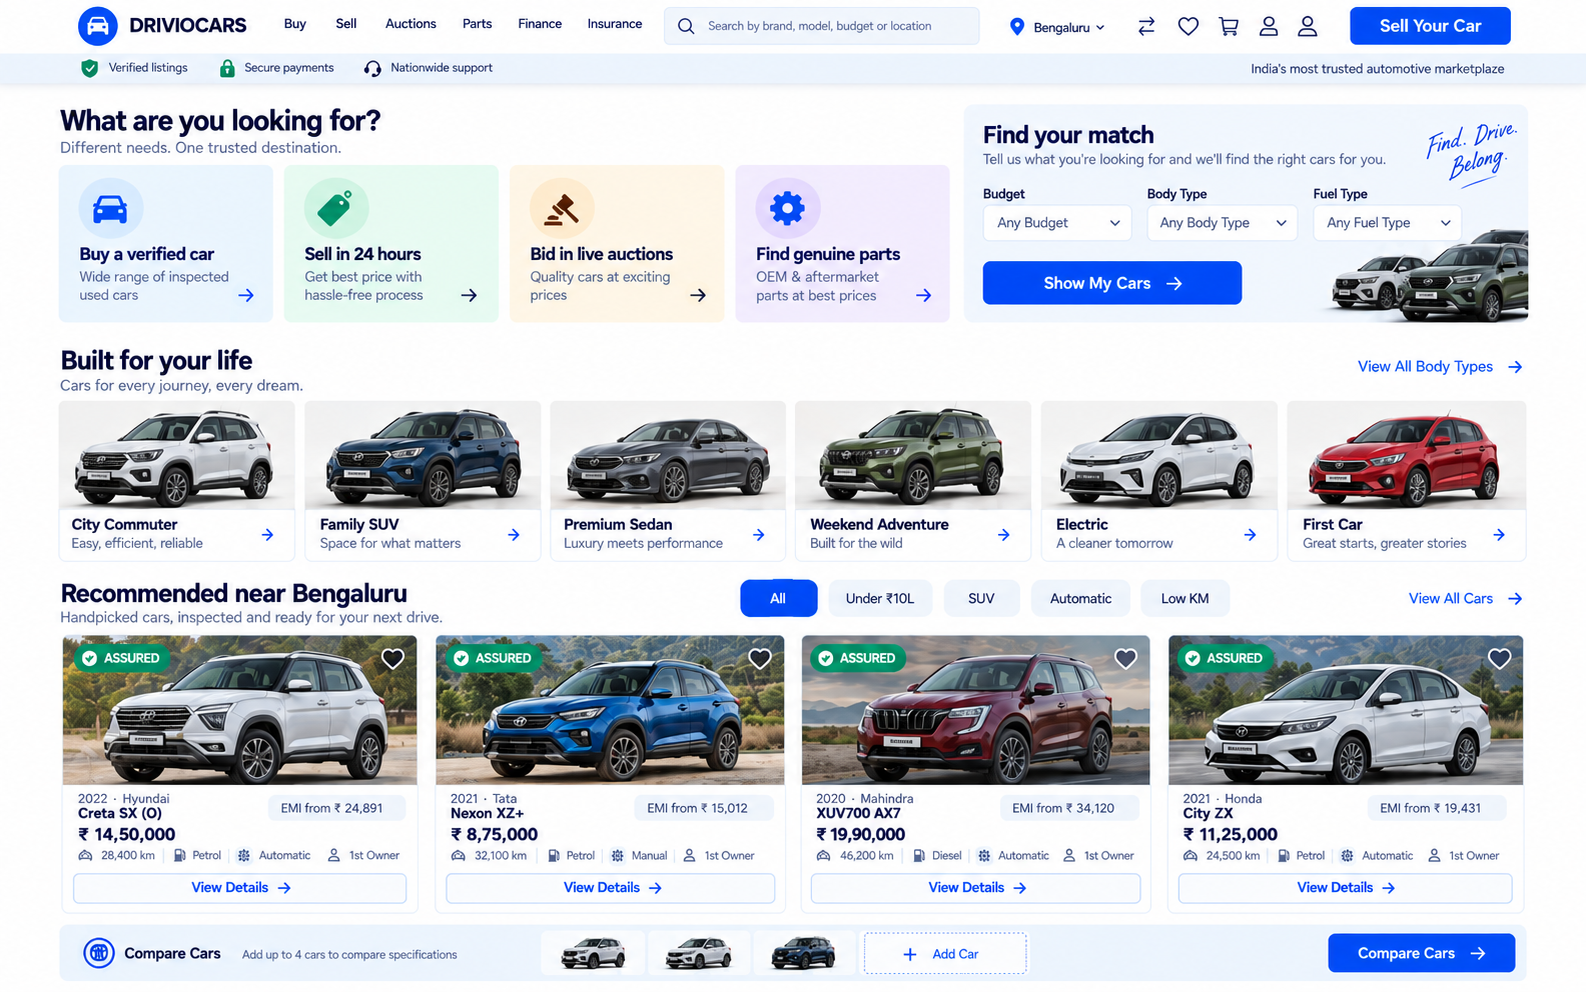 DRIVIOCARS
Buy
Sell
Auctions
Parts
Finance
Insurance
Search by brand, model, budget or location
Bengaluru
Sell Your Car
Verified listings
Secure payments
Nationwide support
India's most trusted automotive marketplaze
What are you looking for?
Different needs. One trusted destination.
Buy a verified car
Wide range of inspected
used cars
Sell in 24 hours
Get best price with
hassle-free process
Bid in live auctions
Quality cars at exciting
prices
Find genuine parts
OEM & aftermarket
parts at best prices
Find your match
Tell us what you're looking for and we'll find the right cars for you.
Find. Drive.
Belong.
Budget
Body Type
Fuel Type
Any Budget
Any Body Type
Any Fuel Type
Show My Cars
Built for your life
Cars for every journey, every dream.
View All Body Types
City Commuter
Easy, efficient, reliable
Family SUV
Space for what matters
Premium Sedan
Luxury meets performance
Weekend Adventure
Built for the wild
Electric
A cleaner tomorrow
First Car
Great starts, greater stories
Recommended near Bengaluru
Handpicked cars, inspected and ready for your next drive.
All
Under ₹10L
SUV
Automatic
Low KM
View All Cars
ASSURED
2022 · Hyundai
Creta SX (O)
EMI from ₹ 24,891
₹ 14,50,000
28,400 km
Petrol
Automatic
1st Owner
View Details
ASSURED
2021 · Tata
Nexon XZ+
EMI from ₹ 15,012
₹ 8,75,000
32,100 km
Petrol
Manual
1st Owner
View Details
ASSURED
2020 · Mahindra
XUV700 AX7
EMI from ₹ 34,120
₹ 19,90,000
46,200 km
Diesel
Automatic
1st Owner
View Details
ASSURED
2021 · Honda
City ZX
EMI from ₹ 19,431
₹ 11,25,000
24,500 km
Petrol
Automatic
1st Owner
View Details
Compare Cars
Add up to 4 cars to compare specifications
Add Car
Compare Cars